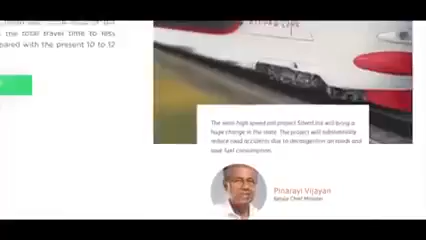 the total travel time to less
pared with the present 10 to 12
The semi high speed rail project SilverLine will bring a
huge change in the state. The project will substantially
reduce road accidents due to decongestion on roads and
save fuel consumption.
Pinarayi Vijayan
Kerala Chief Minister